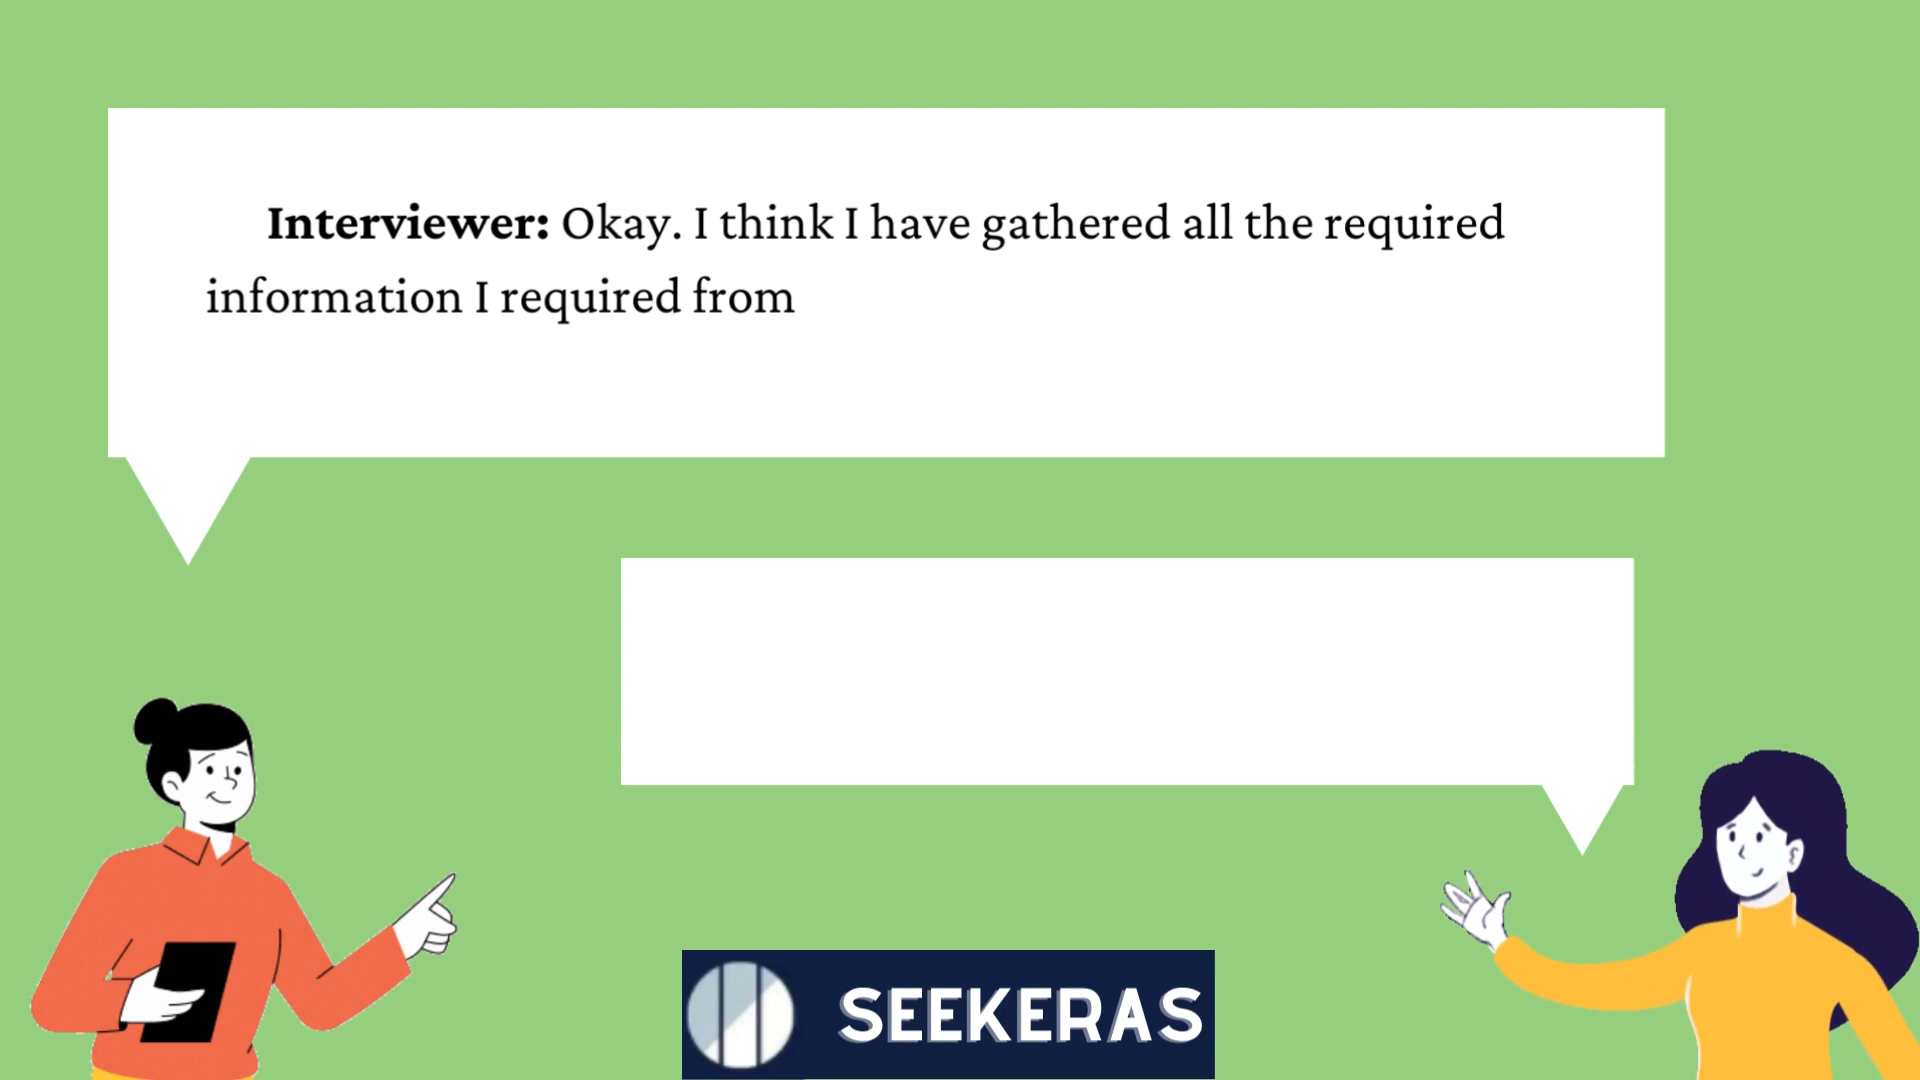 Interviewer: Okay. I think I have gathered all the required
information I required from
SEEKERAS